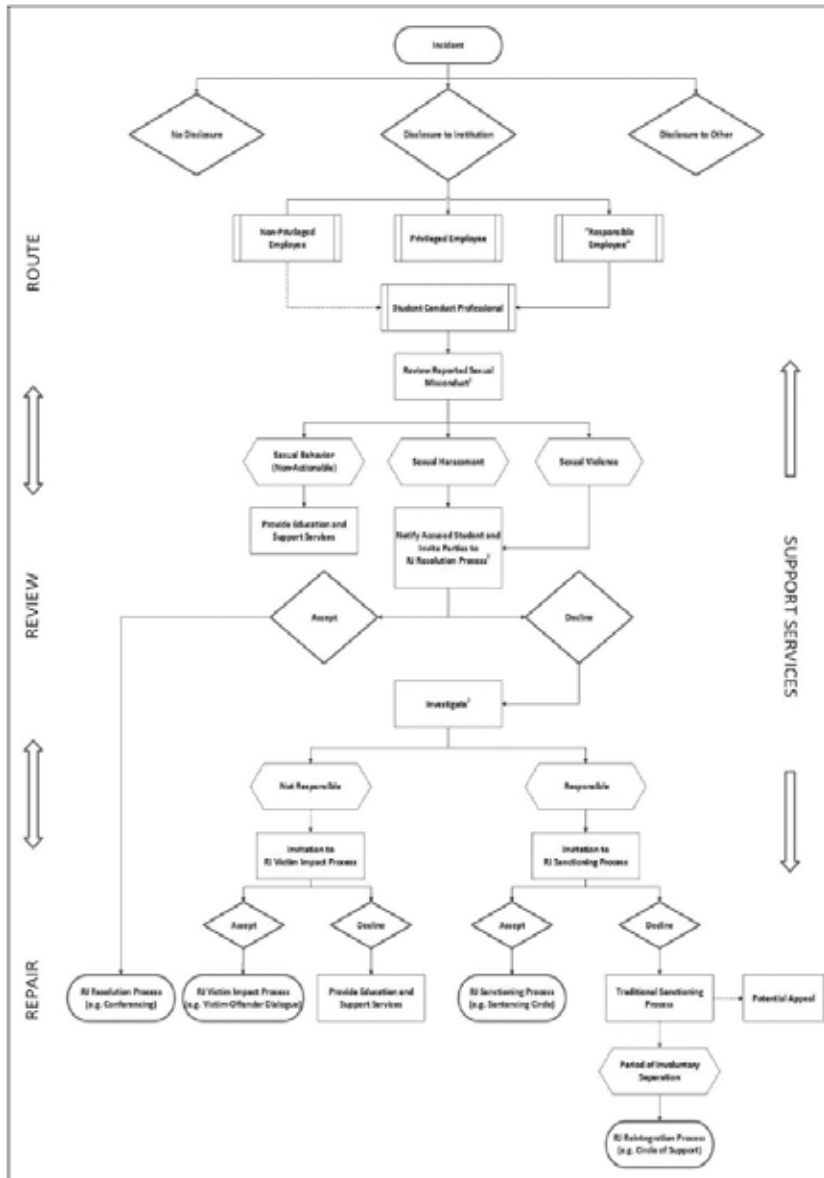 Incident
No Disclosure
Disclosure to Institution
Disclosure to Other
Non-Privileged
Employee
Privileged Employee
"Responsible
Employee"
ROUTE
Student Conduct Professional
Review Reported Sexual
Misconduct¹
Sexual Behavior
(Non-Actionable)
Sexual Harassment
Sexual Violence
Provide Education and
Support Services
Notify Accused Student and
Invite Parties to
RJ Resolution Process²
REVIEW
SUPPORT SERVICES
Accept
Decline
Investigate³
Not Responsible
Responsible
Invitation to
RJ Victim Impact Process
Invitation to
RJ Sanctioning Process
Accept
Decline
Accept
Decline
REPAIR
RJ Resolution Process
(e.g. Conferencing)
RJ Victim Impact Process
(e.g. Victim-Offender Dialogue)
Provide Education and
Support Services
RJ Sanctioning Process
(e.g. Sentencing Circle)
Traditional Sanctioning
Process
Potential Appeal
Period of Involuntary
Separation
RJ Reintegration Process
(e.g. Circle of Support)